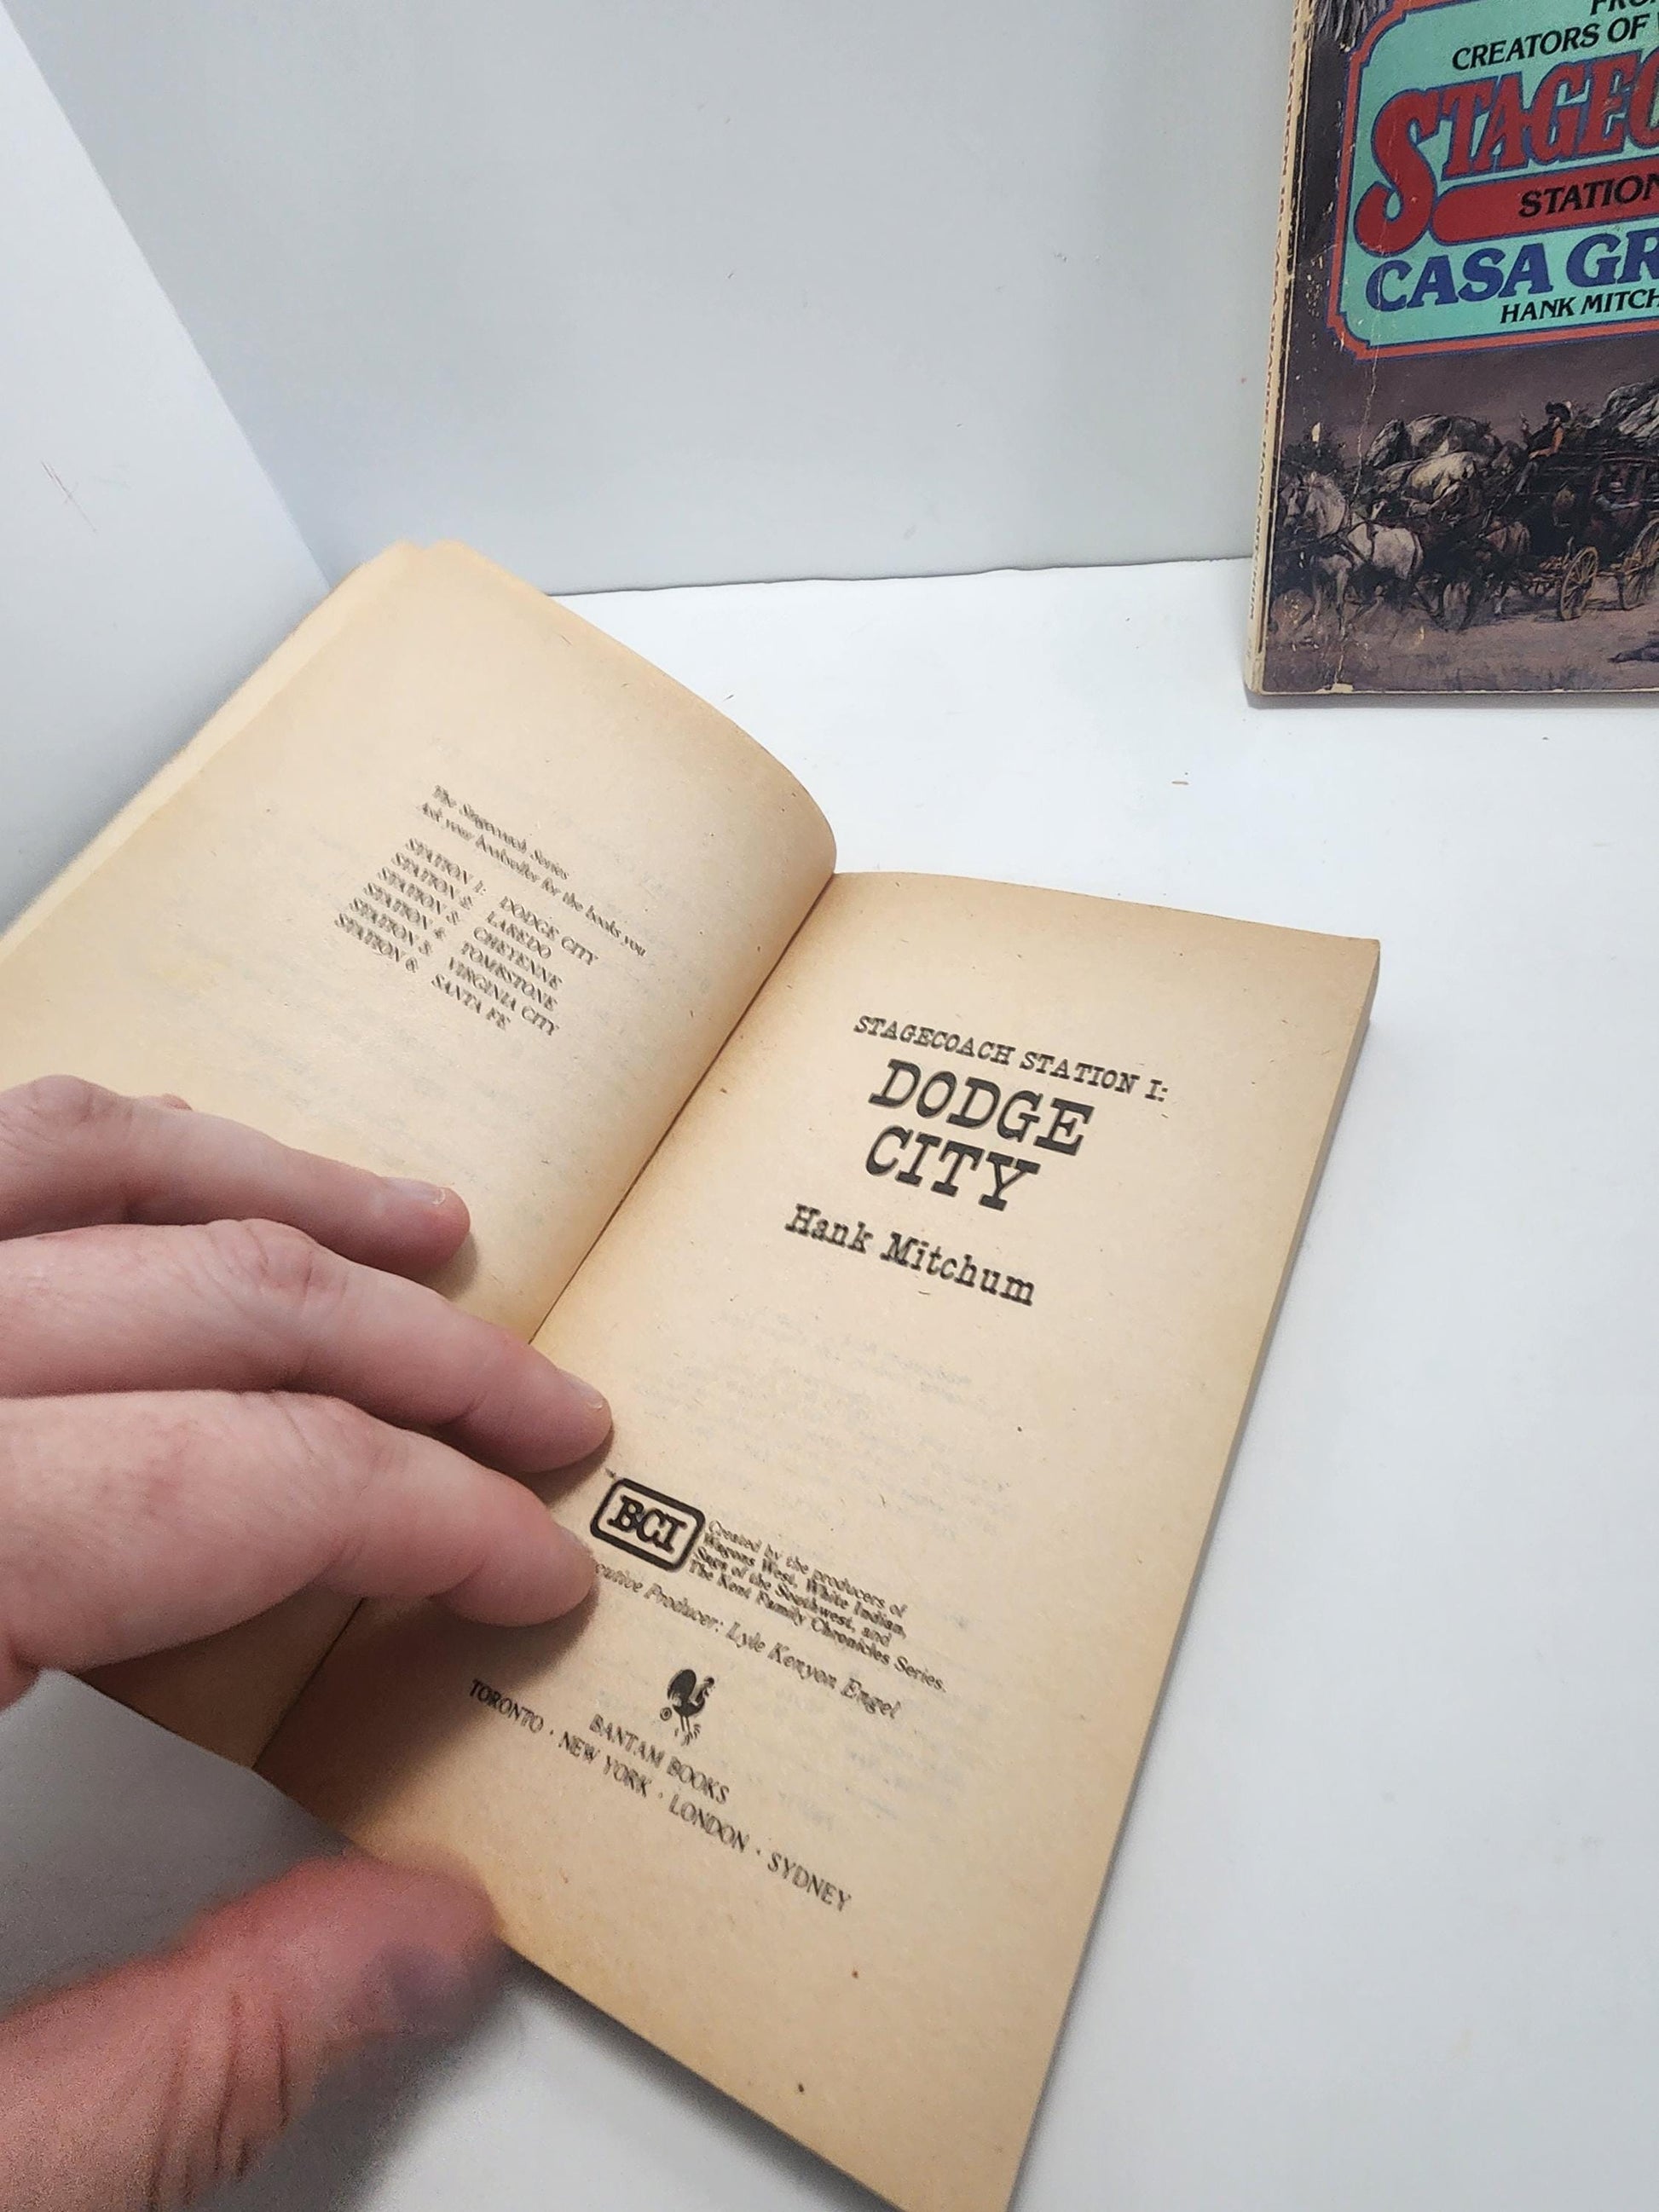 CREATORS OF
STAGEC
STATION
CASA GR
HANK MITCH
The Stagecoach Series
Ask your bookseller for the books you
STATION 1: DODGE CITY
STATION 2: LAREDO
STATION 3: CHEYENNE
STATION 4: TOMBSTONE
STATION 5: VIRGINIA CITY
STATION 6: SANTA FE
STAGECOACH STATION I:
DODGE
CITY
Hank Mitchum
™
BCI
Created by the producers of
Wagons West, White Indian,
Saga of the Southwest, and
The Kent Family Chronicles Series.
cutive Producer: Lyle Kenyon Engel
BANTAM BOOKS
TORONTO · NEW YORK · LONDON · SYDNEY